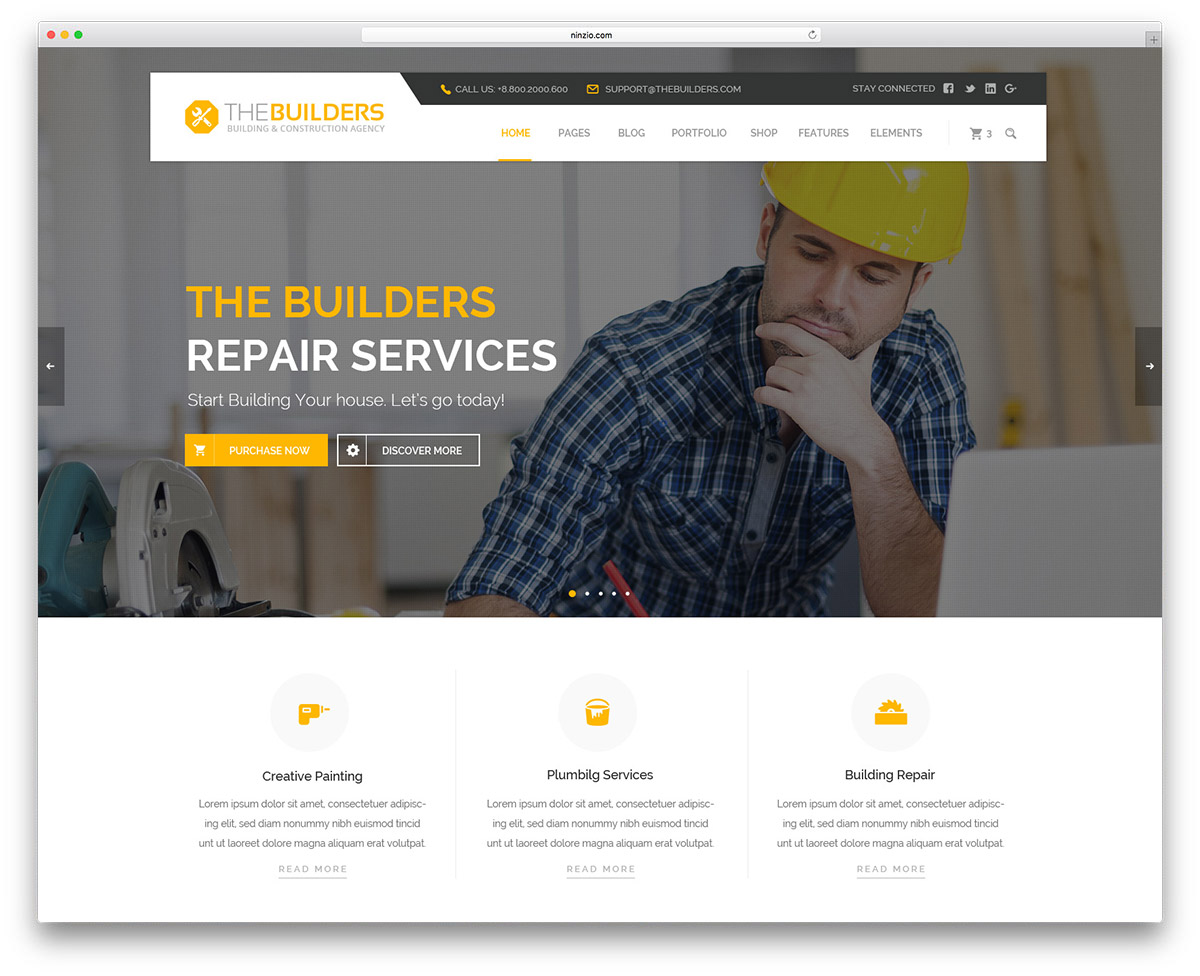 ninzio.com
CALL US: +8.800.2000.600 SUPPORT@THEBUILDERS.COM STAY CONNECTED
THEBUILDERS
BUILDING & CONSTRUCTION AGENCY
HOME PAGES BLOG PORTFOLIO SHOP FEATURES ELEMENTS 3
THE BUILDERS
REPAIR SERVICES
Start Building Your house. Let's go today!
PURCHASE NOW DISCOVER MORE
Creative Painting
Lorem ipsum dolor sit amet, consectetuer adipisc-
ing elit, sed diam nonummy nibh euismod tincid
unt ut laoreet dolore magna aliquam erat volutpat.
READ MORE
Plumbilg Services
Lorem ipsum dolor sit amet, consectetuer adipisc-
ing elit, sed diam nonummy nibh euismod tincid
unt ut laoreet dolore magna aliquam erat volutpat.
READ MORE
Building Repair
Lorem ipsum dolor sit amet, consectetuer adipisc-
ing elit, sed diam nonummy nibh euismod tincid
unt ut laoreet dolore magna aliquam erat volutpat.
READ MORE